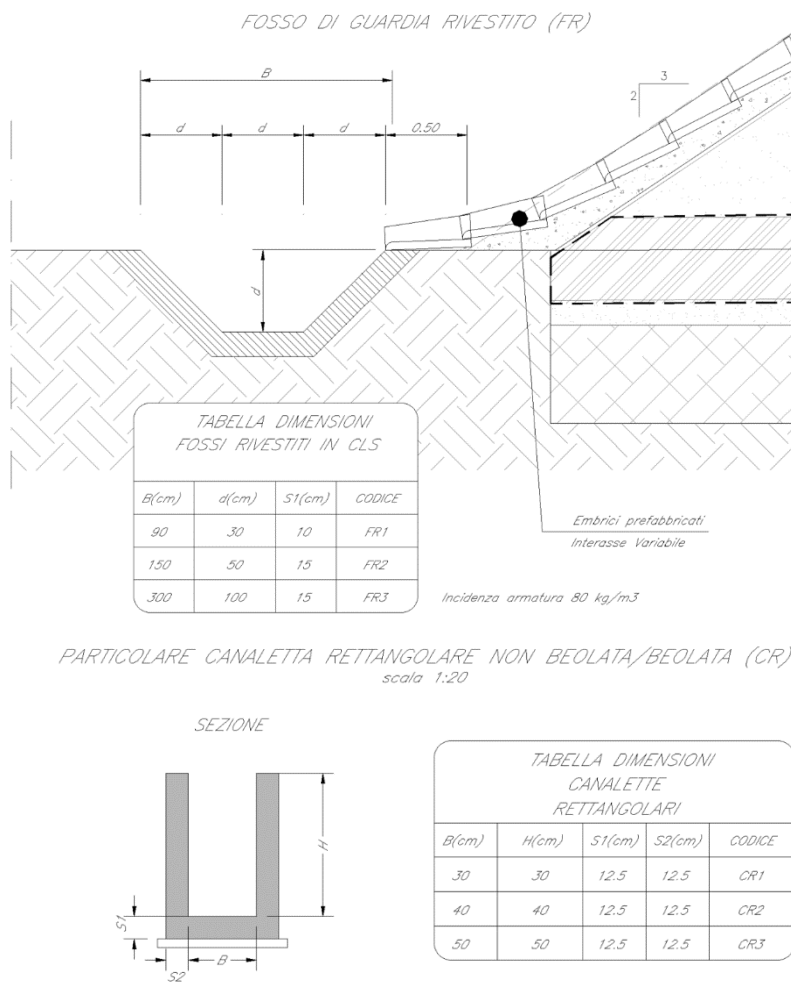 FOSSO DI GUARDIA RIVESTITO (FR)
B
3
2
d d d 0.50
d
TABELLA DIMENSIONI
FOSSI RIVESTITI IN CLS
B(cm) d(cm) S1(cm) CODICE
90 30 10 FR1
150 50 15 FR2
300 100 15 FR3
Embrici prefabbricati
Interasse Variabile
Incidenza armatura 80 kg/m3
PARTICOLARE CANALETTA RETTANGOLARE NON BEOLATA/BEOLATA (CR)
scala 1:20
SEZIONE
H
S1
S2
B
TABELLA DIMENSIONI
CANALETTE
RETTANGOLARI
B(cm) H(cm) S1(cm) S2(cm) CODICE
30 30 12.5 12.5 CR1
40 40 12.5 12.5 CR2
50 50 12.5 12.5 CR3